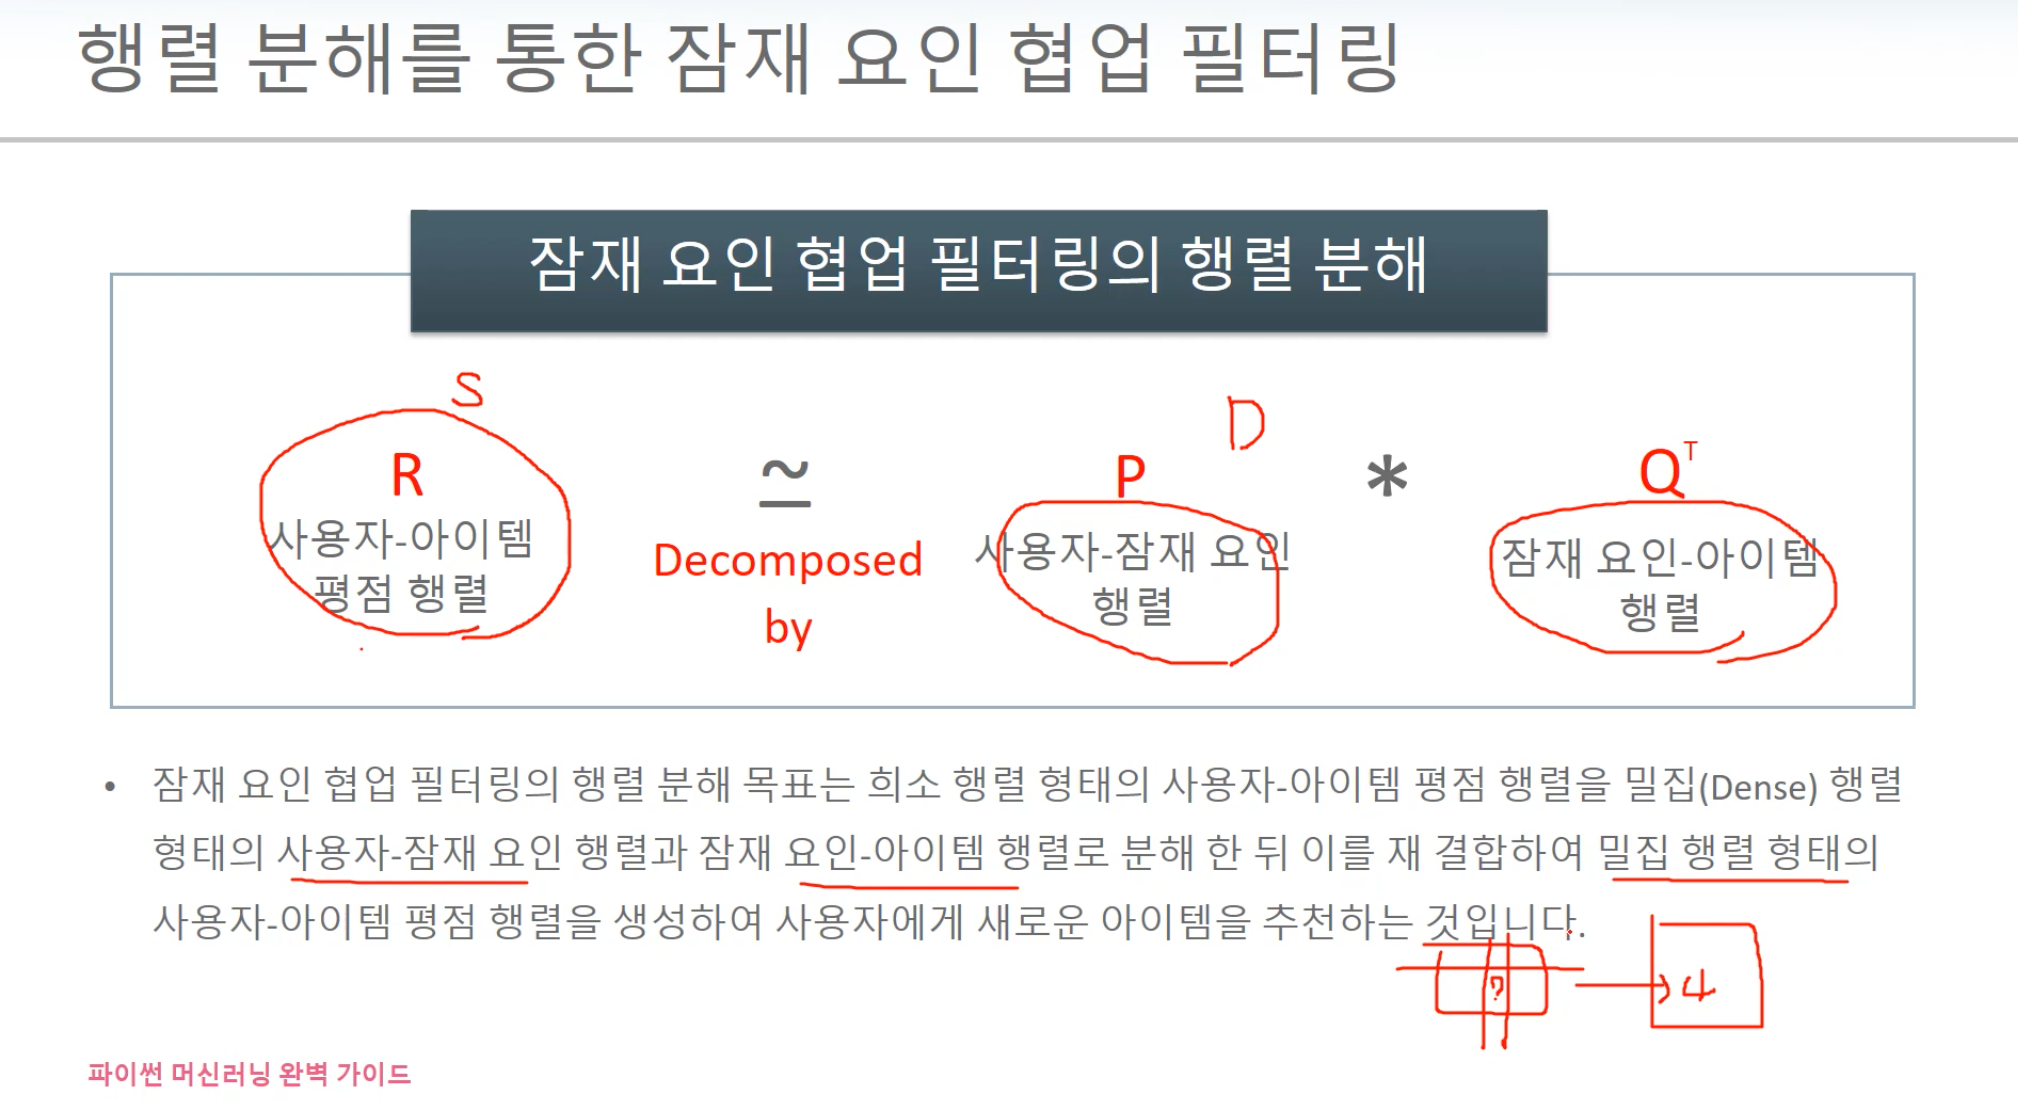 행렬 분해를 통한 잠재 요인 협업 필터링
잠재 요인 협업 필터링의 행렬 분해
S
D
R
≃
P
*
Qᵀ
사용자-아이템
평점 행렬
Decomposed
by
사용자-잠재 요인
행렬
잠재 요인-아이템
행렬
• 잠재 요인 협업 필터링의 행렬 분해 목표는 희소 행렬 형태의 사용자-아이템 평점 행렬을 밀집(Dense) 행렬
형태의 사용자-잠재 요인 행렬과 잠재 요인-아이템 행렬로 분해 한 뒤 이를 재 결합하여 밀집 행렬 형태의
사용자-아이템 평점 행렬을 생성하여 사용자에게 새로운 아이템을 추천하는 것입니다.
? → 4
파이썬 머신러닝 완벽 가이드